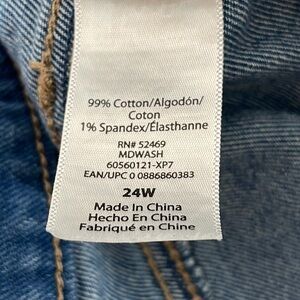 99% Cotton/Algodón/
Coton
1% Spandex/Élasthanne
RN# 52469
MDWASH
60560121-XP7
EAN/UPC 0 0886860383
24W
Made In China
Hecho En China
Fabriqué en Chine